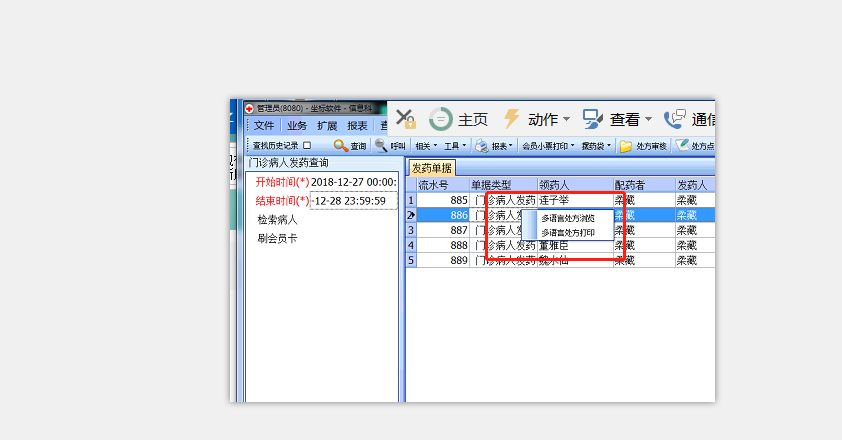 管理员(8080) - 坐标软件 - 信息科
主页 动作 查看 通信
文件 业务 扩展 报表
查找历史记录 查询 呼叫 相关 工具 报表 会员小票打印 摆药袋 处方审核 处方点
门诊病人发药查询
开始时间(*) 2018-12-27 00:00:
结束时间(*) -12-28 23:59:59
检索病人
刷会员卡
发药单据
流水号 单据类型 领药人 配药者 发药人
1 885 门诊病人发药 连子举 柔藏 柔藏
2 886 门诊病人发 柔藏 柔藏
多语言处方浏览
3 887 门诊病人发 柔藏 柔藏
多语言处方打印
4 888 门诊病人发药 董雅臣 柔藏 柔藏
5 889 门诊病人发药 魏水仙 柔藏 柔藏